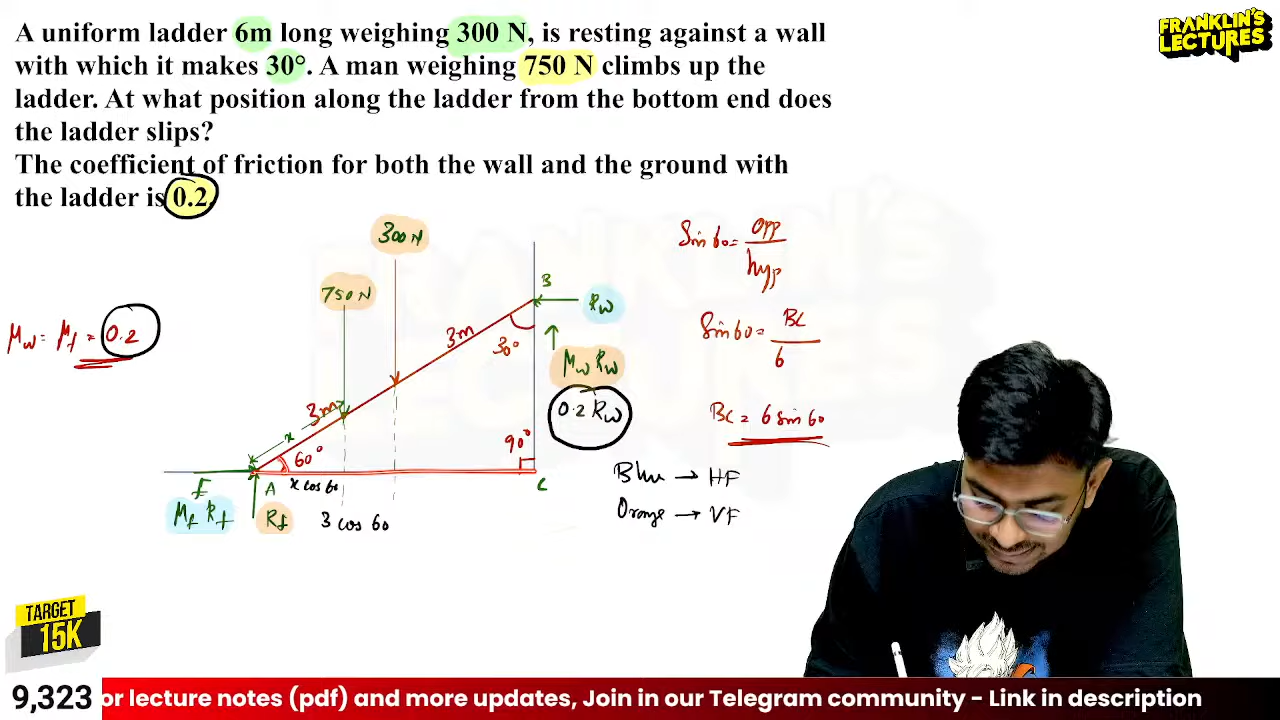 A uniform ladder 6m long weighing 300 N, is resting against a wall
with which it makes 30°. A man weighing 750 N climbs up the
ladder. At what position along the ladder from the bottom end does
the ladder slips?
The coefficient of friction for both the wall and the ground with
the ladder is 0.2.
FRANKLIN'S
LECTURES
300 N
750 N
B
Rw
3m
30°
μw Rw
0.2 Rw
μw = μf = 0.2
3m
x
60°
90°
A
C
x cos 60
f
μf Rf
Rf
3 cos 60
Sin 60 = opp / hyp
Sin 60 = BC / 6
BC = 6 sin 60
Blue → HF
Orange → VF
TARGET
15K
9,323
or lecture notes (pdf) and more updates, Join in our Telegram community - Link in description